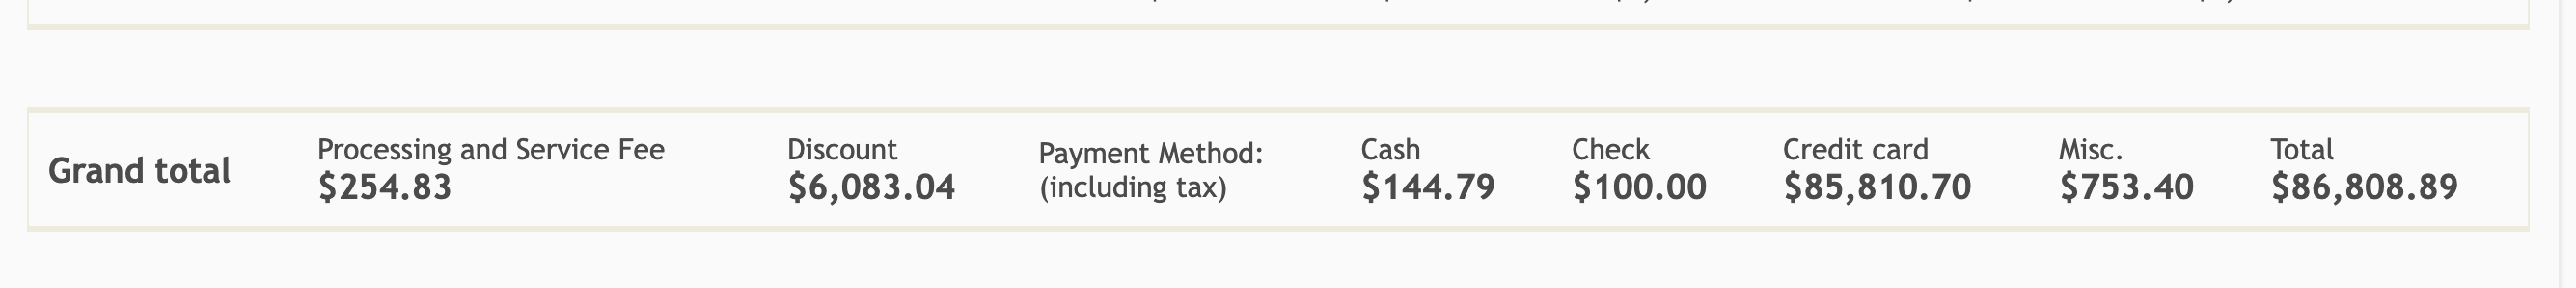 Grand total
Processing and Service Fee
$254.83
Discount
$6,083.04
Payment Method:
(including tax)
Cash
$144.79
Check
$100.00
Credit card
$85,810.70
Misc.
$753.40
Total
$86,808.89